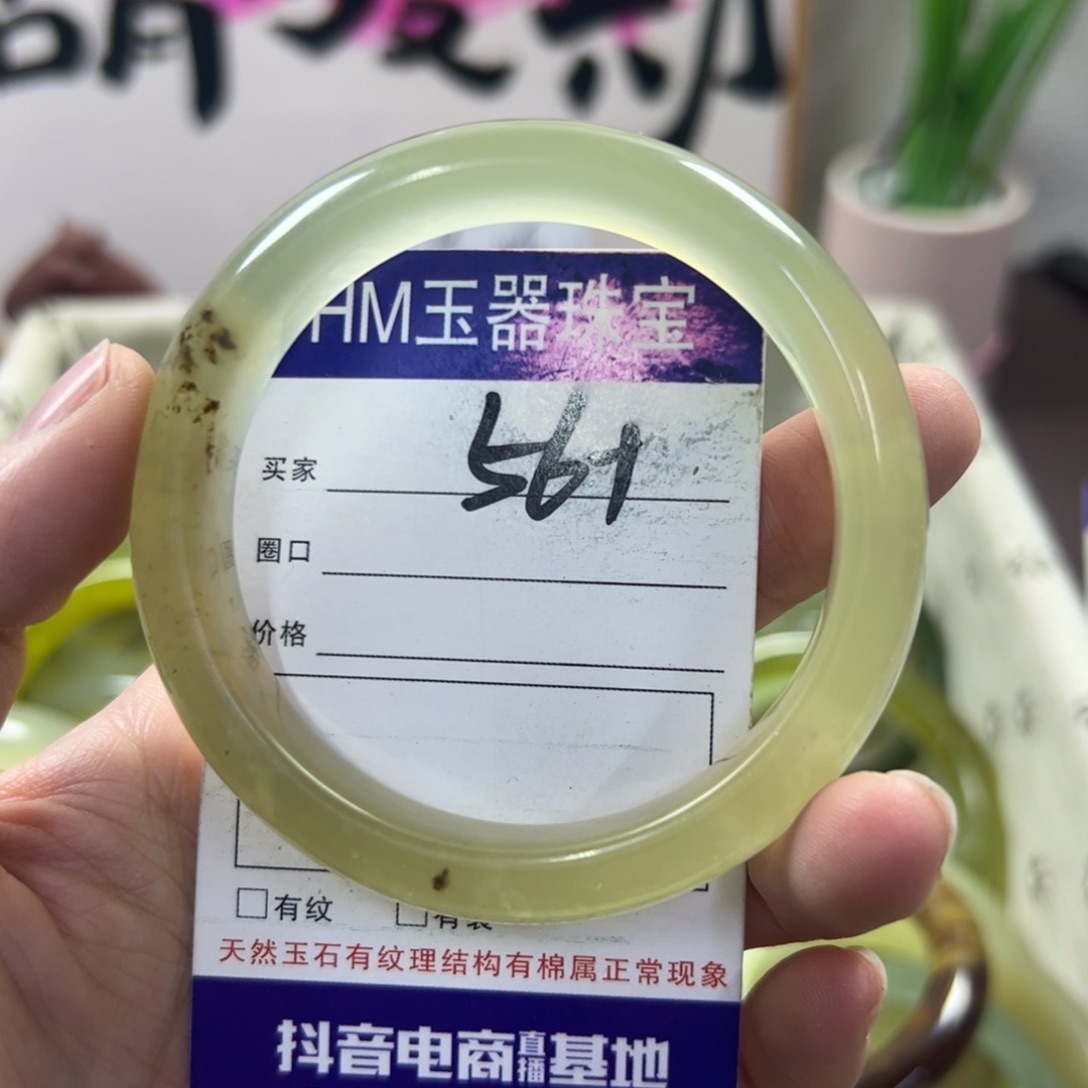 HM玉器珠宝
561
买家
圈口
价格
□有纹 □有裂
天然玉石有纹理结构有棉属正常现象
抖音电商直播基地